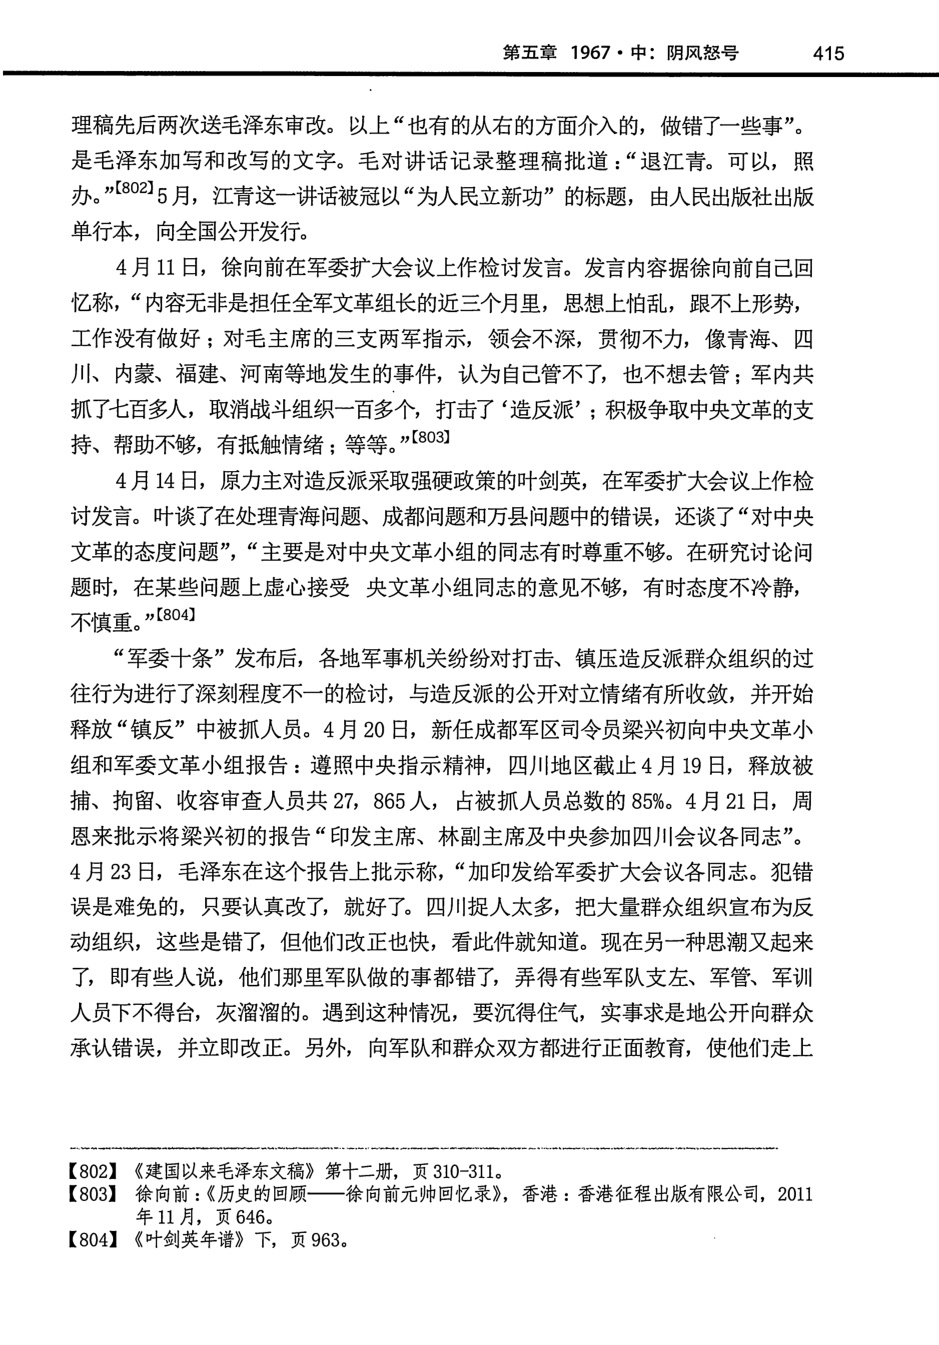 第五章 1967·中：阴风怒号 415
理稿先后两次送毛泽东审改。以上“也有的从右的方面介入的，做错了一些事”。
是毛泽东加写和改写的文字。毛对讲话记录整理稿批道：“退江青。可以，照
办。”【802】5月，江青这一讲话被冠以“为人民立新功”的标题，由人民出版社出版
单行本，向全国公开发行。
4月11日，徐向前在军委扩大会议上作检讨发言。发言内容据徐向前自己回
忆称，“内容无非是担任全军文革组长的近三个月里，思想上怕乱，跟不上形势，
工作没有做好；对毛主席的三支两军指示，领会不深，贯彻不力，像青海、四
川、内蒙、福建、河南等地发生的事件，认为自己管不了，也不想去管；军内共
抓了七百多人，取消战斗组织一百多个，打击了‘造反派’；积极争取中央文革的支
持、帮助不够，有抵触情绪；等等。”【803】
4月14日，原力主对造反派采取强硬政策的叶剑英，在军委扩大会议上作检
讨发言。叶谈了在处理青海问题、成都问题和万县问题中的错误，还谈了“对中央
文革的态度问题”，“主要是对中央文革小组的同志有时尊重不够。在研究讨论问
题时，在某些问题上虚心接受 央文革小组同志的意见不够，有时态度不冷静，
不慎重。”【804】
“军委十条”发布后，各地军事机关纷纷对打击、镇压造反派群众组织的过
往行为进行了深刻程度不一的检讨，与造反派的公开对立情绪有所收敛，并开始
释放“镇反”中被抓人员。4月20日，新任成都军区司令员梁兴初向中央文革小
组和军委文革小组报告：遵照中央指示精神，四川地区截止4月19日，释放被
捕、拘留、收容审查人员共27，865人，占被抓人员总数的85%。4月21日，周
恩来批示将梁兴初的报告“印发主席、林副主席及中央参加四川会议各同志”。
4月23日，毛泽东在这个报告上批示称，“加印发给军委扩大会议各同志。犯错
误是难免的，只要认真改了，就好了。四川捉人太多，把大量群众组织宣布为反
动组织，这些是错了，但他们改正也快，看此件就知道。现在另一种思潮又起来
了，即有些人说，他们那里军队做的事都错了，弄得有些军队支左、军管、军训
人员下不得台，灰溜溜的。遇到这种情况，要沉得住气，实事求是地公开向群众
承认错误，并立即改正。另外，向军队和群众双方都进行正面教育，使他们走上
【802】《建国以来毛泽东文稿》第十二册，页310-311。
【803】 徐向前：《历史的回顾——徐向前元帅回忆录》，香港：香港征程出版有限公司，2011
年11月，页646。
【804】《叶剑英年谱》下，页963。